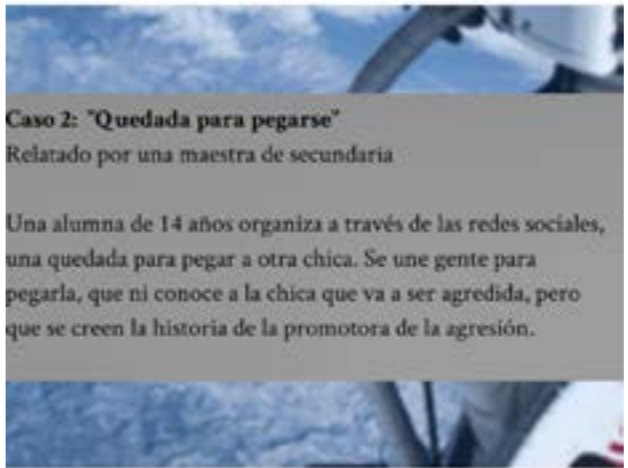 Caso 2: "Quedada para pegarse"
Relatado por una maestra de secundaria
Una alumna de 14 años organiza a través de las redes sociales,
una quedada para pegar a otra chica. Se une gente para
pegarla, que ni conoce a la chica que va a ser agredida, pero
que se creen la historia de la promotora de la agresión.